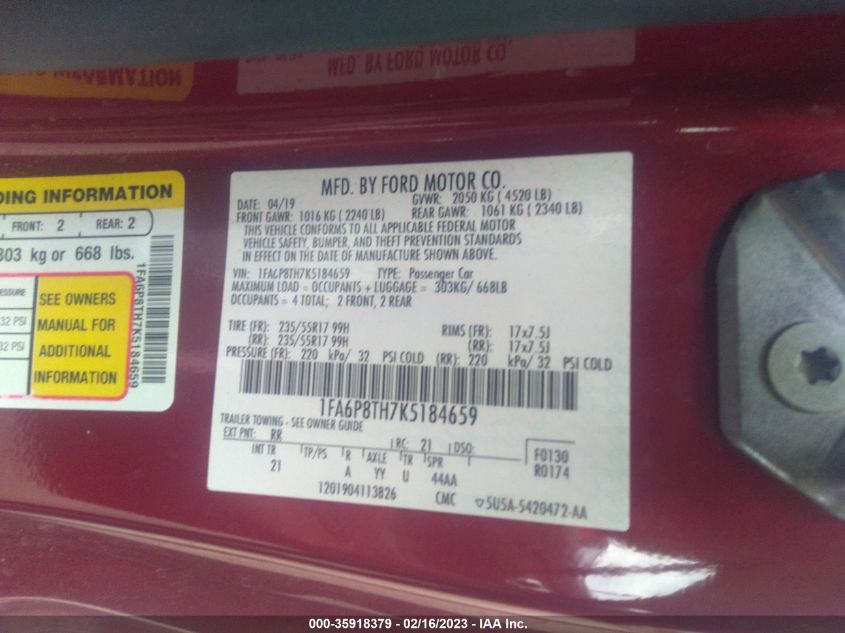 MFD. BY FORD MOTOR CO.
INFORMATION
DING INFORMATION
FRONT: 2 REAR: 2
303 kg or 668 lbs.
ESSURE
32 PSI
32 PSI
SEE OWNERS
MANUAL FOR
ADDITIONAL
INFORMATION
1FA6P8TH7K5184659
MFD. BY FORD MOTOR CO.
DATE: 04/19 GVWR: 2050 KG ( 4520 LB)
FRONT GAWR: 1016 KG ( 2240 LB) REAR GAWR: 1061 KG ( 2340 LB)
THIS VEHICLE CONFORMS TO ALL APPLICABLE FEDERAL MOTOR
VEHICLE SAFETY, BUMPER, AND THEFT PREVENTION STANDARDS
IN EFFECT ON THE DATE OF MANUFACTURE SHOWN ABOVE.
VIN: 1FA6P8TH7K5184659 TYPE: Passenger Car
MAXIMUM LOAD = OCCUPANTS + LUGGAGE = 303KG/ 668LB
OCCUPANTS = 4 TOTAL; 2 FRONT, 2 REAR
TIRE (FR): 235/55R17 99H RIMS (FR): 17x7.5J
(RR): 235/55R17 99H (RR): 17x7.5J
PRESSURE (FR): 220 kPa/ 32 PSI COLD (RR): 220 kPa/ 32 PSI COLD
1FA6P8TH7K5184659
TRAILER TOWING - SEE OWNER GUIDE
EXT PNT: RR RC: 21 DSO: F0130
INT TR TP/PS R AXLE TR SPR R0174
21 A YY U 44AA
1201904113826 CMC ▽5U5A-5420472-AA
000-35918379 - 02/16/2023 - IAA Inc.